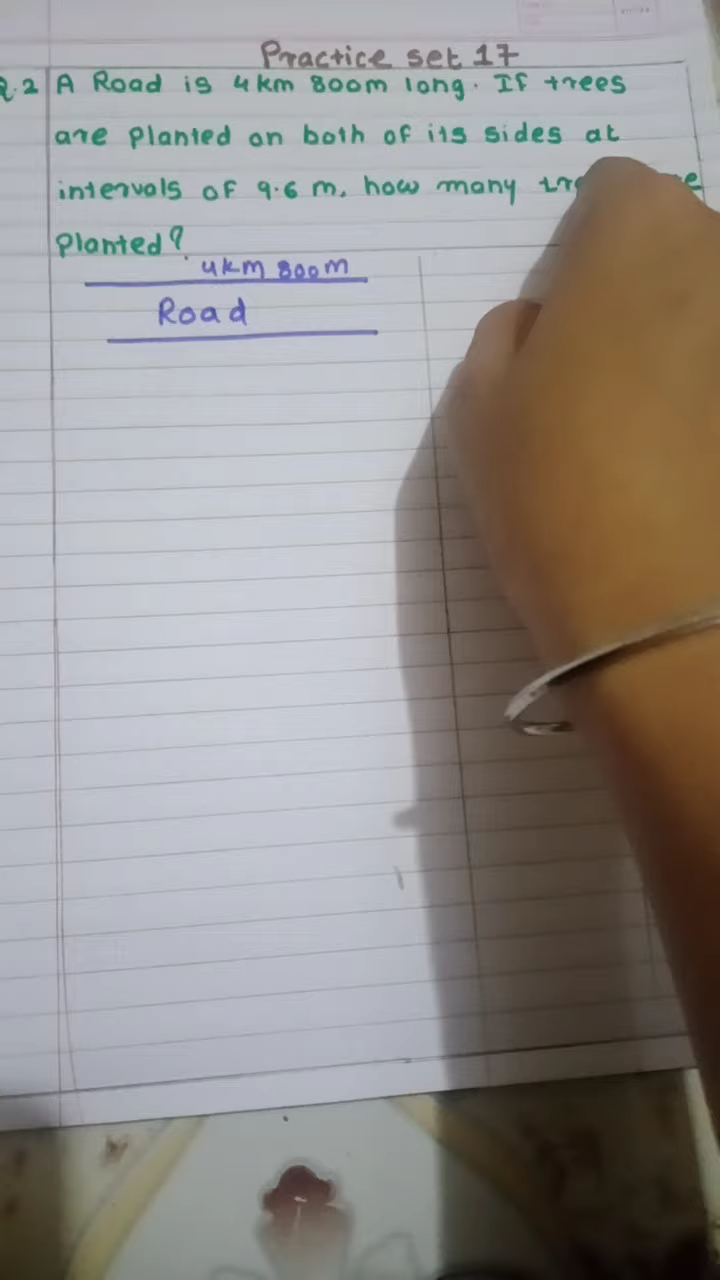 Practice set 17
Q.2 A Road is 4km 800m long. If trees
are planted on both of its sides at
intervals of 9.6 m, how many
planted?
4km 800m
Road